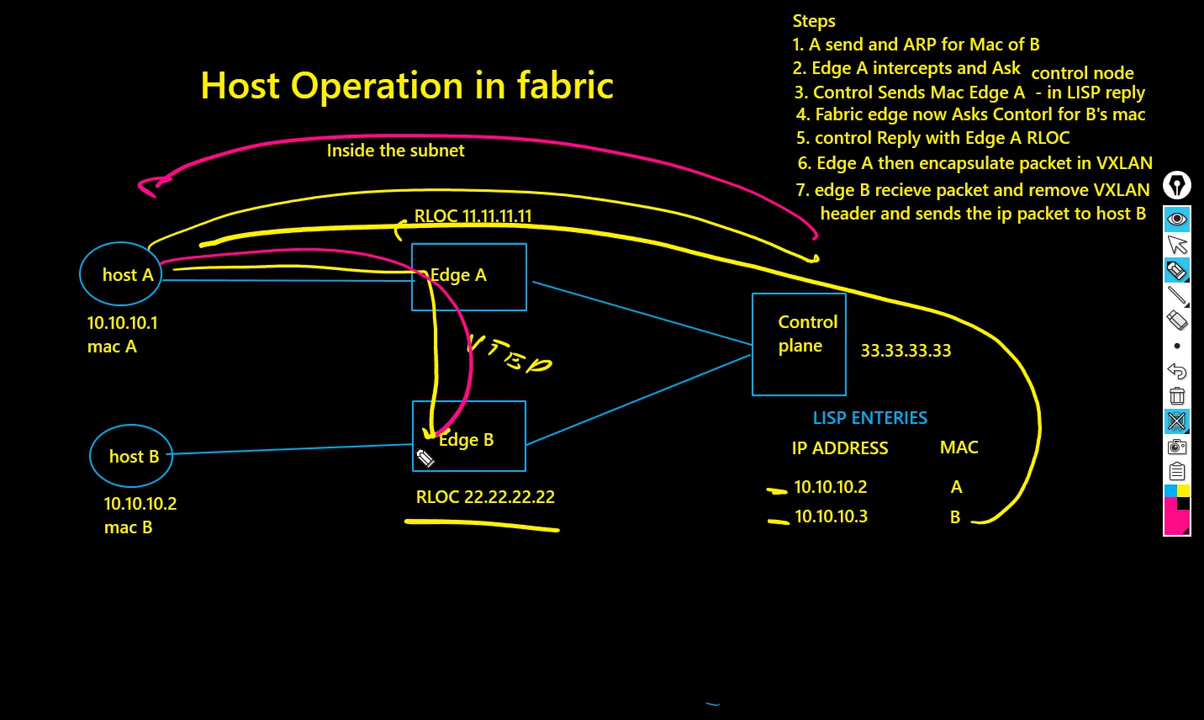 Host Operation in fabric
Steps
1. A send and ARP for Mac of B
2. Edge A intercepts and Ask control node
3. Control Sends Mac Edge A - in LISP reply
4. Fabric edge now Asks Contorl for B's mac
5. control Reply with Edge A RLOC
6. Edge A then encapsulate packet in VXLAN
7. edge B recieve packet and remove VXLAN
header and sends the ip packet to host B
Inside the subnet
RLOC 11.11.11.11
host A
Edge A
10.10.10.1
mac A
VTEP
Control
plane
33.33.33.33
host B
Edge B
10.10.10.2
mac B
RLOC 22.22.22.22
LISP ENTERIES
IP ADDRESS MAC
10.10.10.2 A
10.10.10.3 B